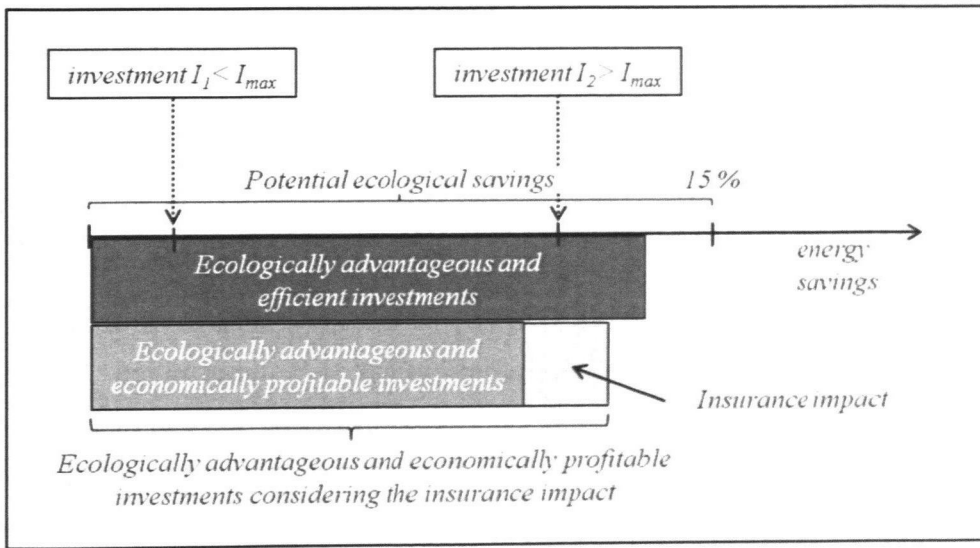 investment I₁< Iₘₐₓ
investment I₂> Iₘₐₓ
Potential ecological savings
15 %
energy
savings
Ecologically advantageous and
efficient investments
Ecologically advantageous and
economically profitable investments
Insurance impact
Ecologically advantageous and economically profitable
investments considering the insurance impact